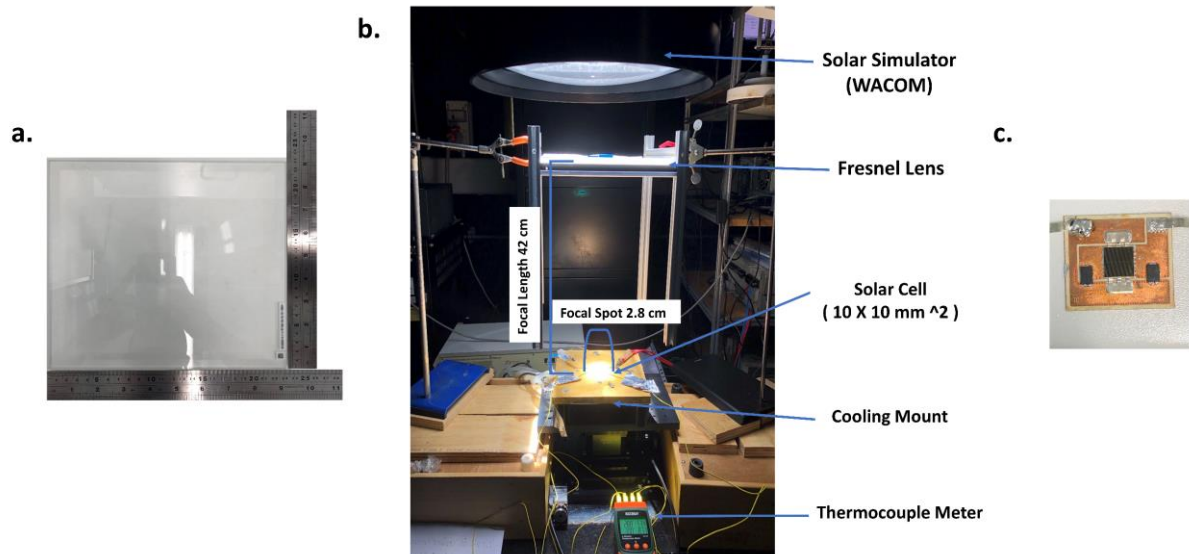 a.
b.
c.
Solar Simulator
(WACOM)
Fresnel Lens
Focal Length 42 cm
Focal Spot 2.8 cm
Solar Cell
( 10 X 10 mm ^2 )
Cooling Mount
Thermocouple Meter